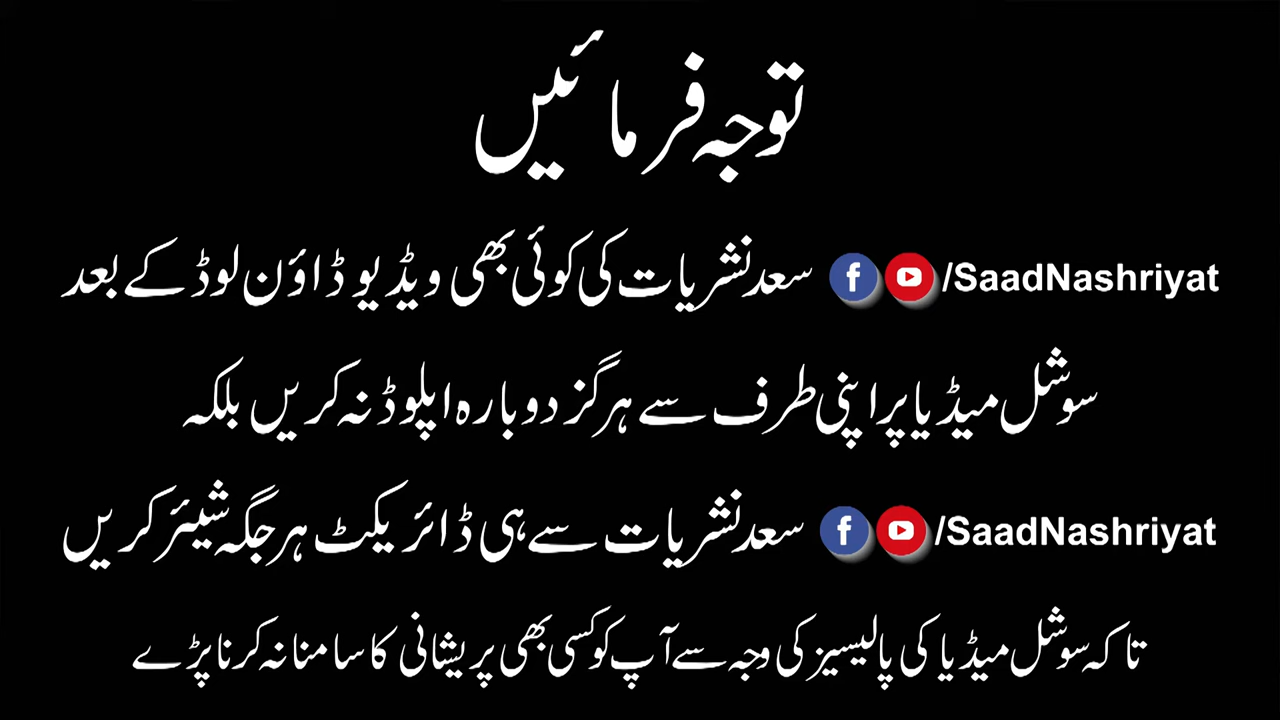 توجہ فرمائیں
/SaadNashriyat سعد نشریات کی کوئی بھی ویڈیو ڈاؤن لوڈ کے بعد
سوشل میڈیا پر اپنی طرف سے ہرگز دوبارہ اپلوڈ نہ کریں بلکہ
/SaadNashriyat سعد نشریات سے ہی ڈائریکٹ ہر جگہ شیئر کریں
تاکہ سوشل میڈیا کی پالیسیز کی وجہ سے آپ کو کسی بھی پریشانی کا سامنا نہ کرنا پڑے